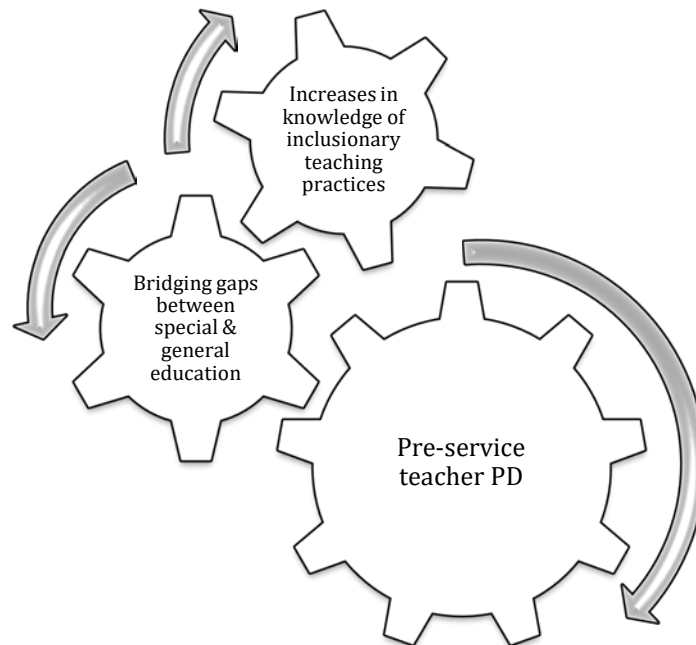 Increases in
knowledge of
inclusionary
teaching
practices
Bridging gaps
between
special &
general
education
Pre-service
teacher PD